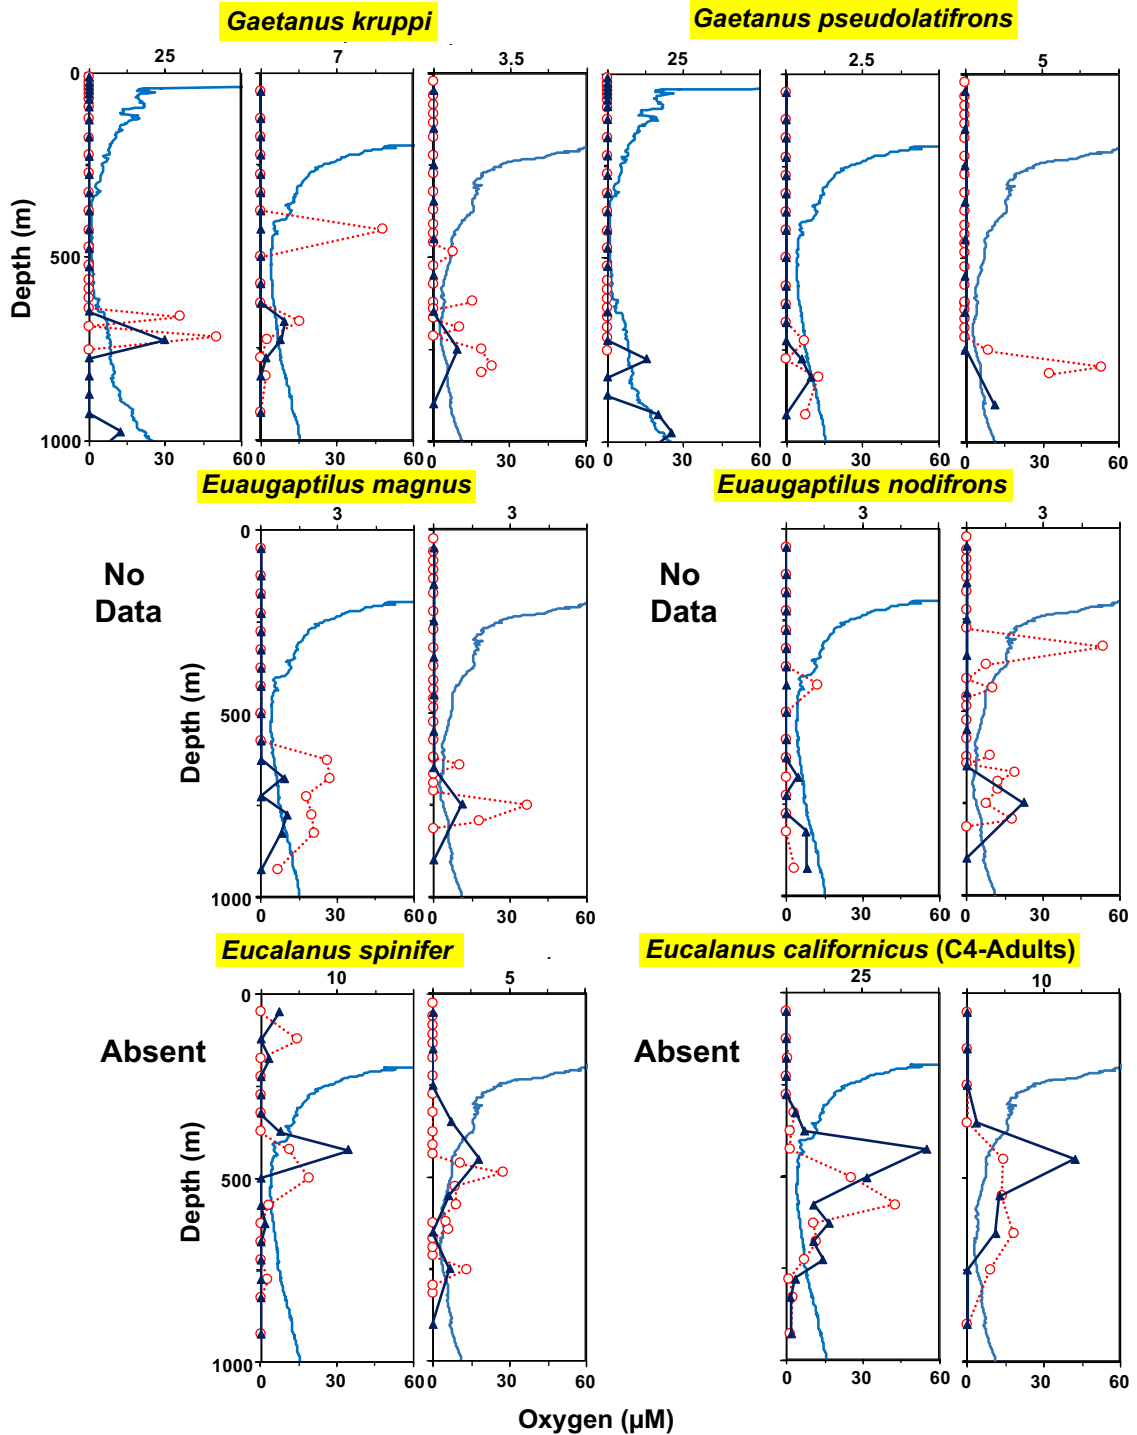 Gaetanus kruppi Gaetanus pseudolatifrons
25 7 3.5 25 2.5 5
0
500
1000
Depth (m)
0 30 60 0 30 60 0 30 60 0 30 60 0 30 60 0 30 60
Euaugaptilus magnus Euaugaptilus nodifrons
3 3 3 3
0
No
Data
No
Data
500
1000
Depth (m)
0 30 60 0 30 60 0 30 60 0 30 60
Eucalanus spinifer Eucalanus californicus (C4-Adults)
10 5 25 10
0
Absent Absent
500
1000
Depth (m)
0 30 60 0 30 60 0 30 60 0 30 60
Oxygen (µM)